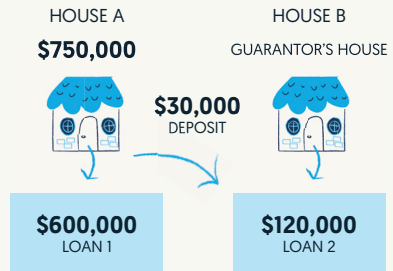 HOUSE A
$750,000
HOUSE B
GUARANTOR'S HOUSE
$30,000
DEPOSIT
$600,000
LOAN 1
$120,000
LOAN 2